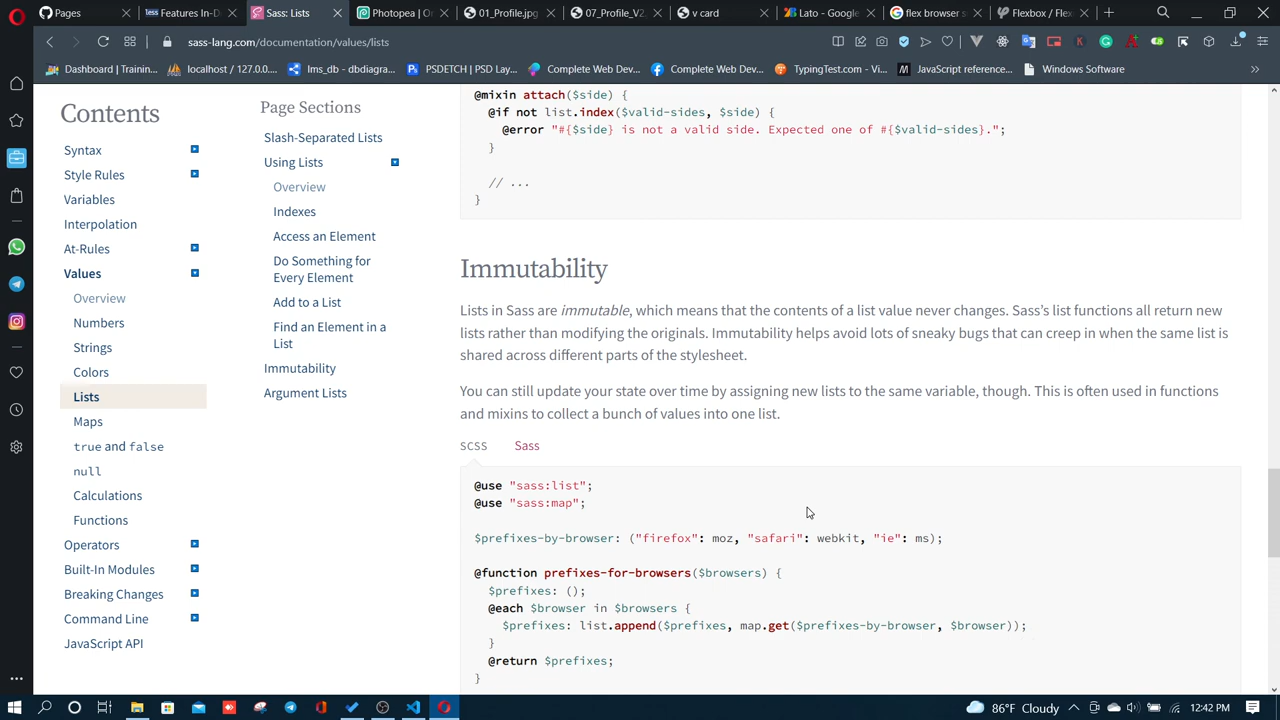 Pages
Features In-D
Sass: Lists
Photopea | O
01_Profile.jpg
07_Profile_V2
v card
Lato - Google
flex browser s
Flexbox / Flex
sass-lang.com/documentation/values/lists
Dashboard | Trainin...
localhost / 127.0.0....
lms_db - dbdiagra...
PSDETCH | PSD Lay...
Complete Web Dev...
Complete Web Dev...
TypingTest.com - Vi...
JavaScript reference...
Windows Software
Contents
Syntax
Style Rules
Variables
Interpolation
At-Rules
Values
Overview
Numbers
Strings
Colors
Lists
Maps
true and false
null
Calculations
Functions
Operators
Built-In Modules
Breaking Changes
Command Line
JavaScript API
Page Sections
Slash-Separated Lists
Using Lists
Overview
Indexes
Access an Element
Do Something for
Every Element
Add to a List
Find an Element in a
List
Immutability
Argument Lists
@mixin attach($side) {
@if not list.index($valid-sides, $side) {
@error "#{$side} is not a valid side. Expected one of #{$valid-sides}.";
}
// ...
}
Immutability
Lists in Sass are immutable, which means that the contents of a list value never changes. Sass’s list functions all return new
lists rather than modifying the originals. Immutability helps avoid lots of sneaky bugs that can creep in when the same list is
shared across different parts of the stylesheet.
You can still update your state over time by assigning new lists to the same variable, though. This is often used in functions
and mixins to collect a bunch of values into one list.
SCSS Sass
@use "sass:list";
@use "sass:map";
$prefixes-by-browser: ("firefox": moz, "safari": webkit, "ie": ms);
@function prefixes-for-browsers($browsers) {
$prefixes: ();
@each $browser in $browsers {
$prefixes: list.append($prefixes, map.get($prefixes-by-browser, $browser));
}
@return $prefixes;
}
86°F Cloudy
12:42 PM